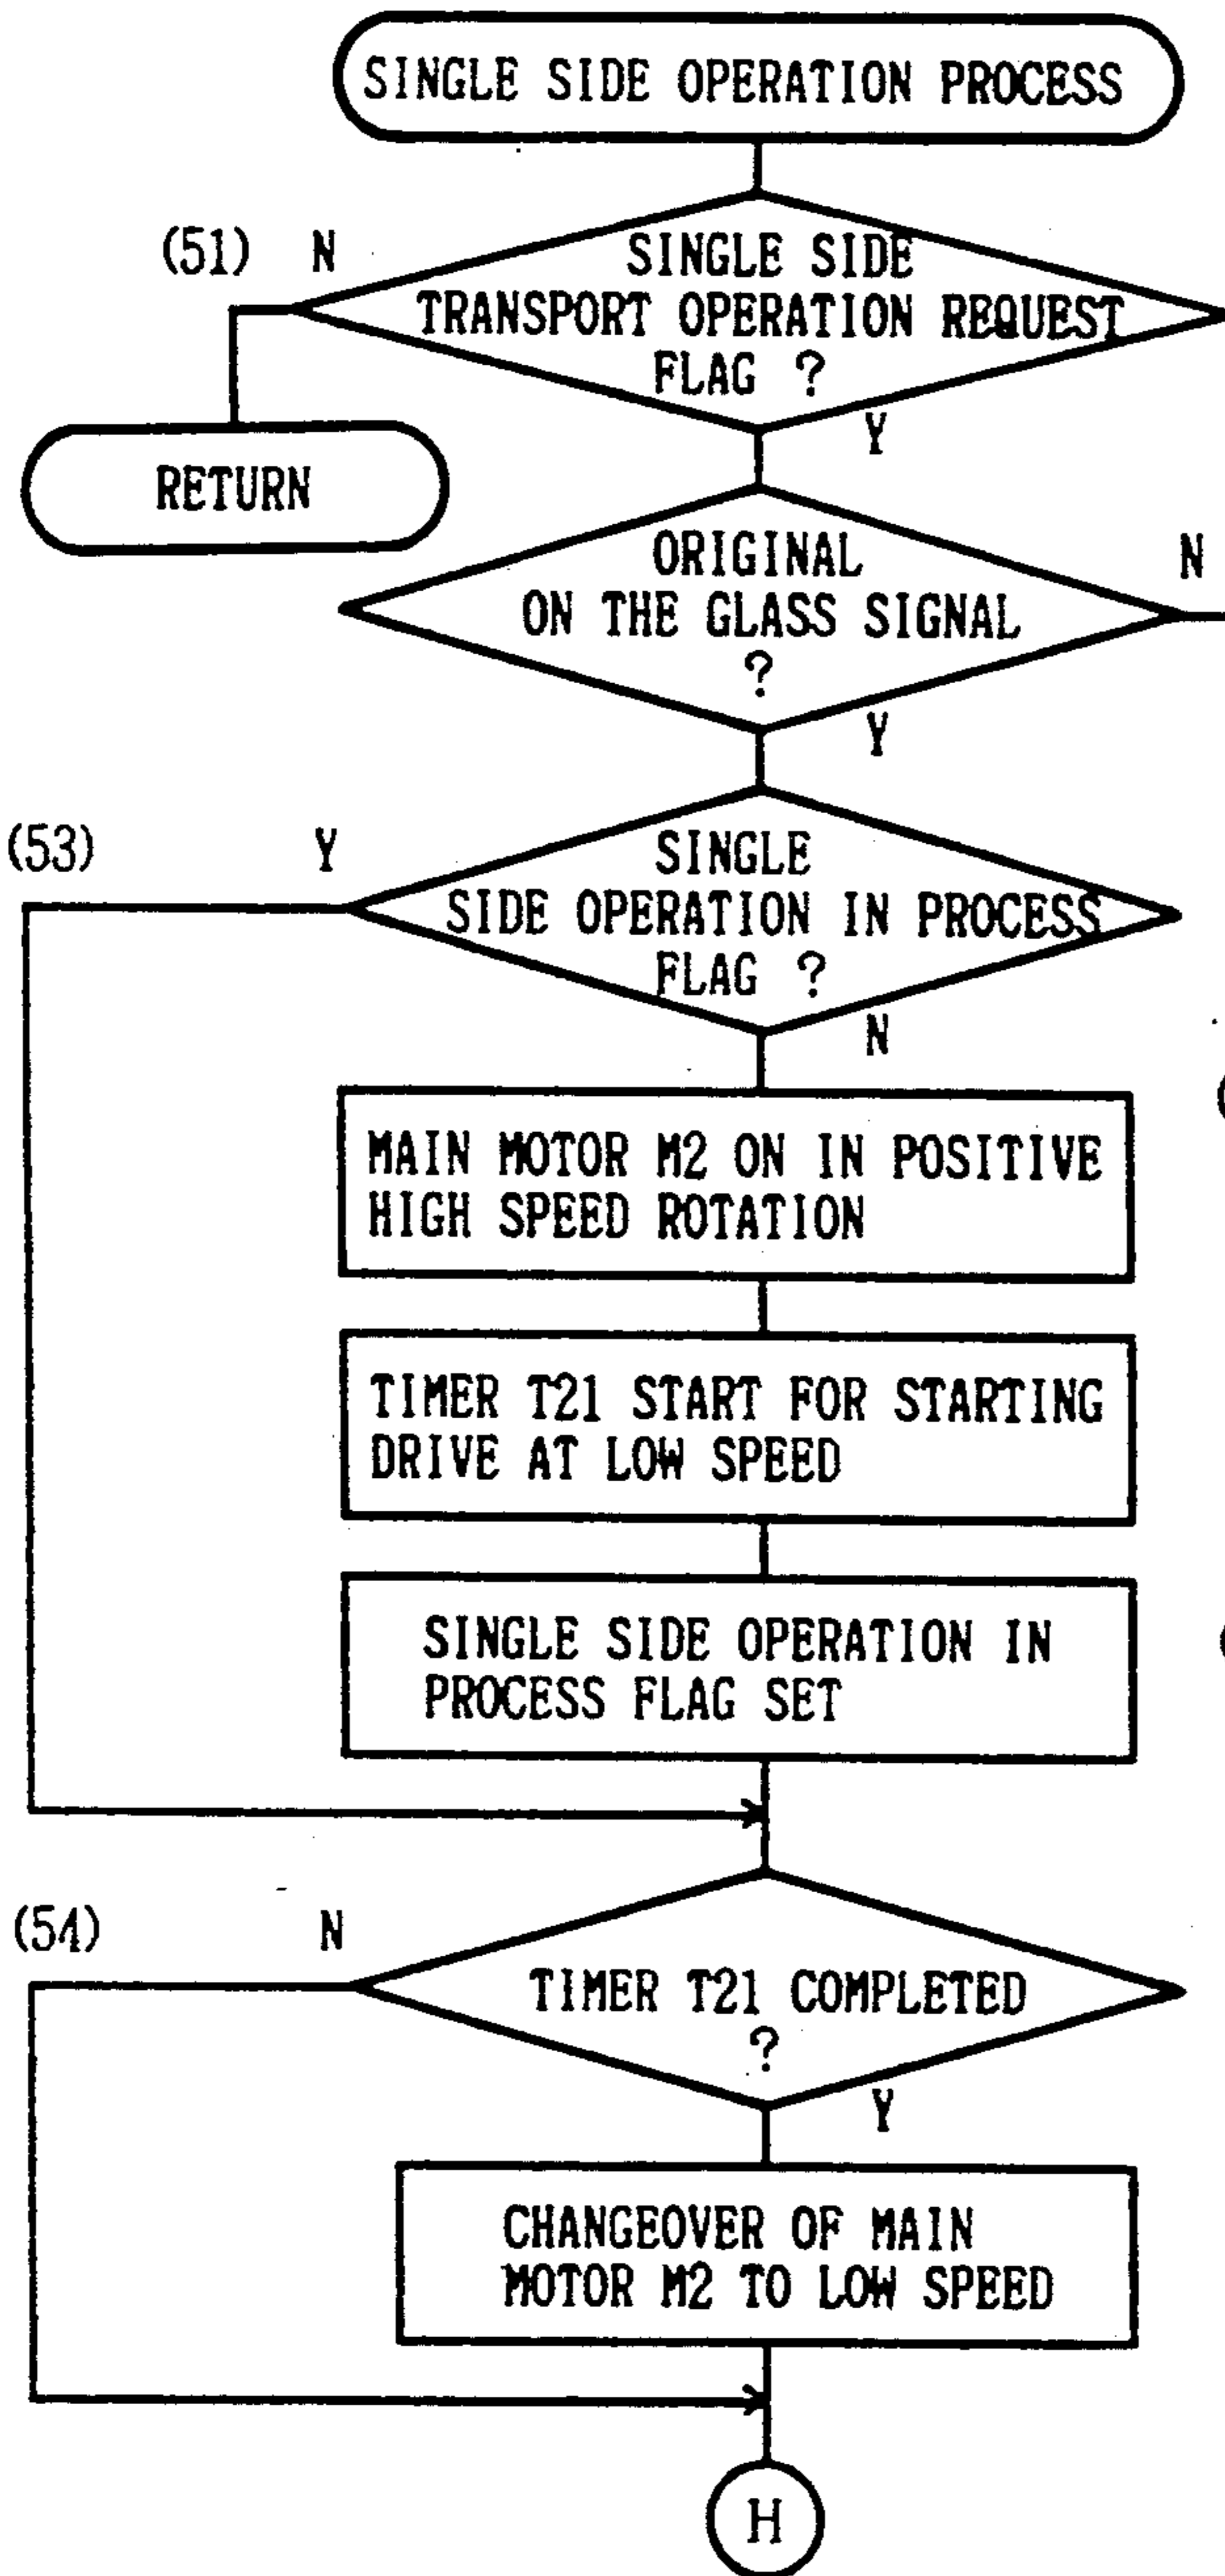 SINGLE SIDE OPERATION PROCESS
(51) N
SINGLE SIDE
TRANSPORT OPERATION REQUEST
FLAG ?
Y
RETURN
ORIGINAL
ON THE GLASS SIGNAL
?
N
Y
(53) Y
SINGLE
SIDE OPERATION IN PROCESS
FLAG ?
N
MAIN MOTOR M2 ON IN POSITIVE
HIGH SPEED ROTATION
TIMER T21 START FOR STARTING
DRIVE AT LOW SPEED
SINGLE SIDE OPERATION IN
PROCESS FLAG SET
(54) N
TIMER T21 COMPLETED
?
Y
CHANGEOVER OF MAIN
MOTOR M2 TO LOW SPEED
H